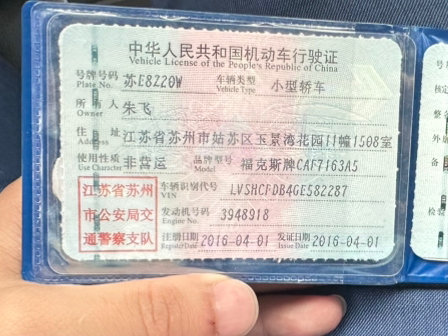 中华人民共和国机动车行驶证
Vehicle License of the People's Republic of China
号牌号码 苏E8Z20W 车辆类型 小型轿车
Plate No. Vehicle Type
所有人 朱飞
Owner
住址 江苏省苏州市姑苏区玉景湾花园11幢1508室
Address
使用性质 非营运 品牌型号 福克斯牌CAF7163A5
Use Character Model
江苏省苏州 车辆识别代号 LVSHCFDB4GE582287
VIN
市公安局交 发动机号码 3948918
Engine No.
通警察支队 注册日期 2016-04-01 发证日期 2016-04-01
Register Date Issue Date